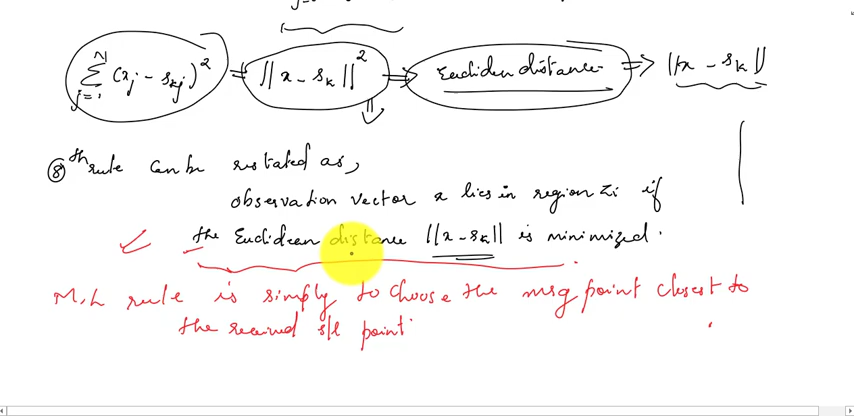 N
∑ (x_j - s_kj)² = ||x - s_k||² => Euclidean distance. => ||x - s_k||
j=1
⑧th rule can be restated as,
observation vector x lies in region Zi if
the Euclidean distance ||x - s_k|| is minimized.
M.L rule is simply to choose the msg point closest to
the received s/l point